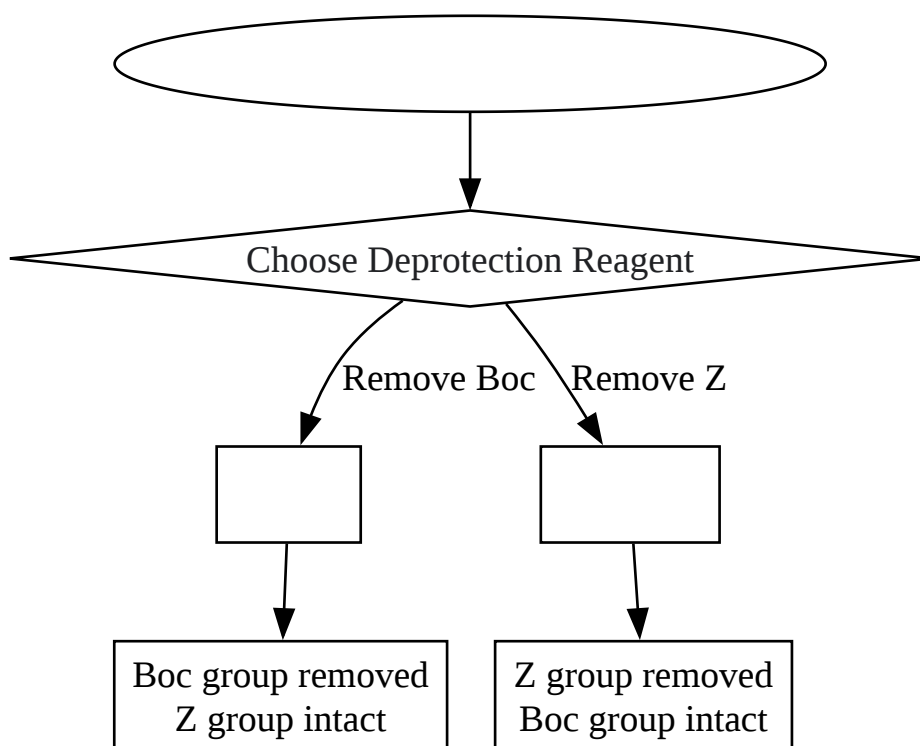 Choose Deprotection Reagent
Remove Boc
Remove Z
Boc group removed
Z group intact
Z group removed
Boc group intact